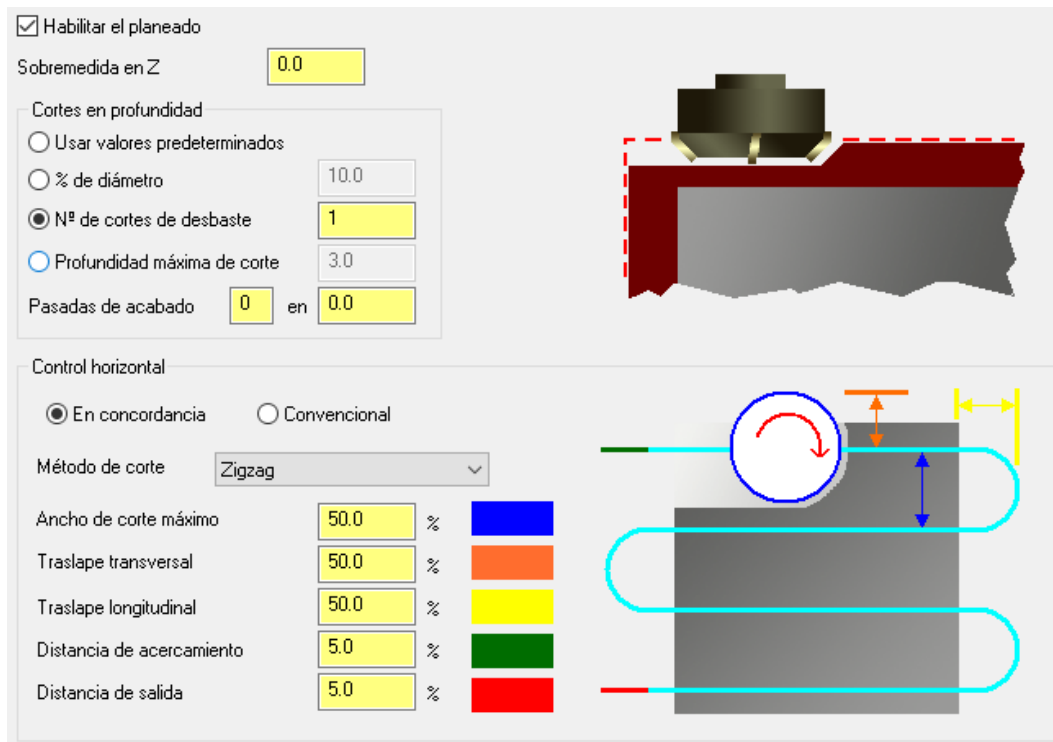 Habilitar el planeado
Sobremedida en Z 0.0
Cortes en profundidad
Usar valores predeterminados
% de diámetro 10.0
Nº de cortes de desbaste 1
Profundidad máxima de corte 3.0
Pasadas de acabado 0 en 0.0
Control horizontal
En concordancia Convencional
Método de corte Zigzag
Ancho de corte máximo 50.0 %
Traslape transversal 50.0 %
Traslape longitudinal 50.0 %
Distancia de acercamiento 5.0 %
Distancia de salida 5.0 %